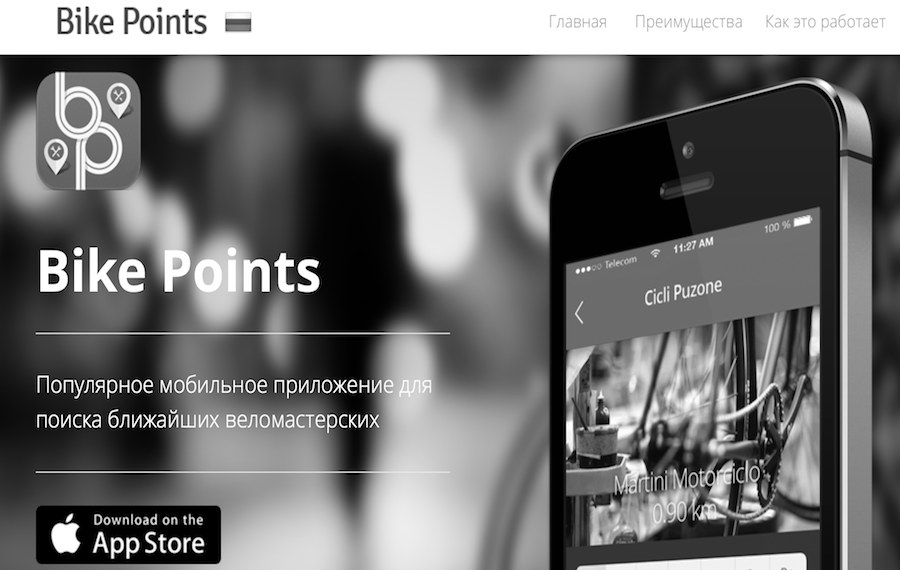 Bike Points
Главная Преимущества Как это работает
bp
Bike Points
Популярное мобильное приложение для
поиска ближайших веломастерских
Download on the
App Store
Telecom 11:27 AM 100 %
Cicli Puzone
Martini Motorciclo
0.90 km